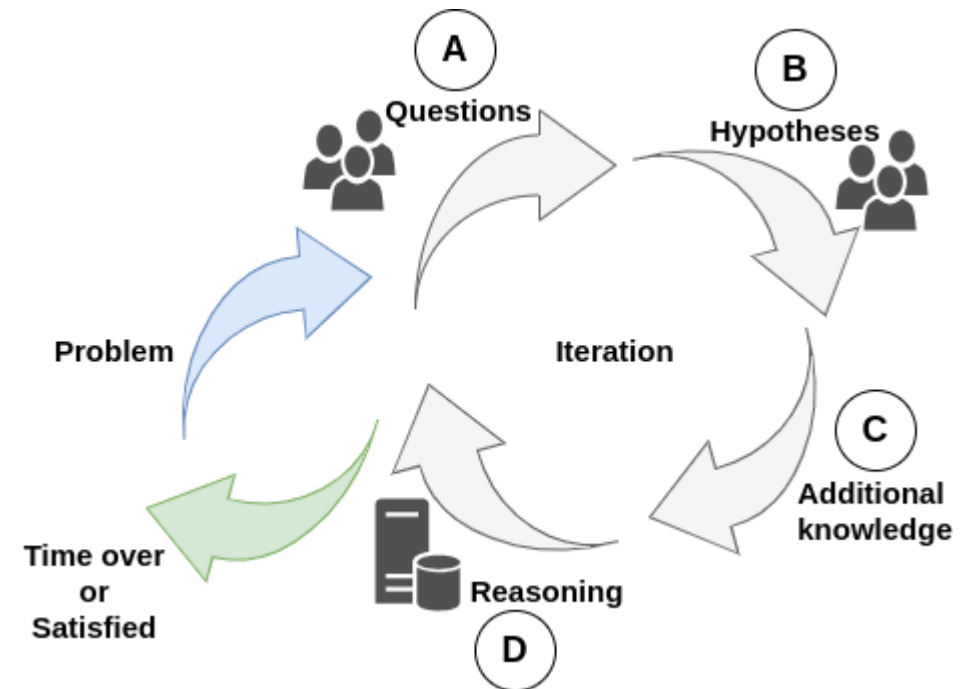 A
Questions
B
Hypotheses
Problem
Iteration
C
Additional
knowledge
Time over
or
Satisfied
Reasoning
D